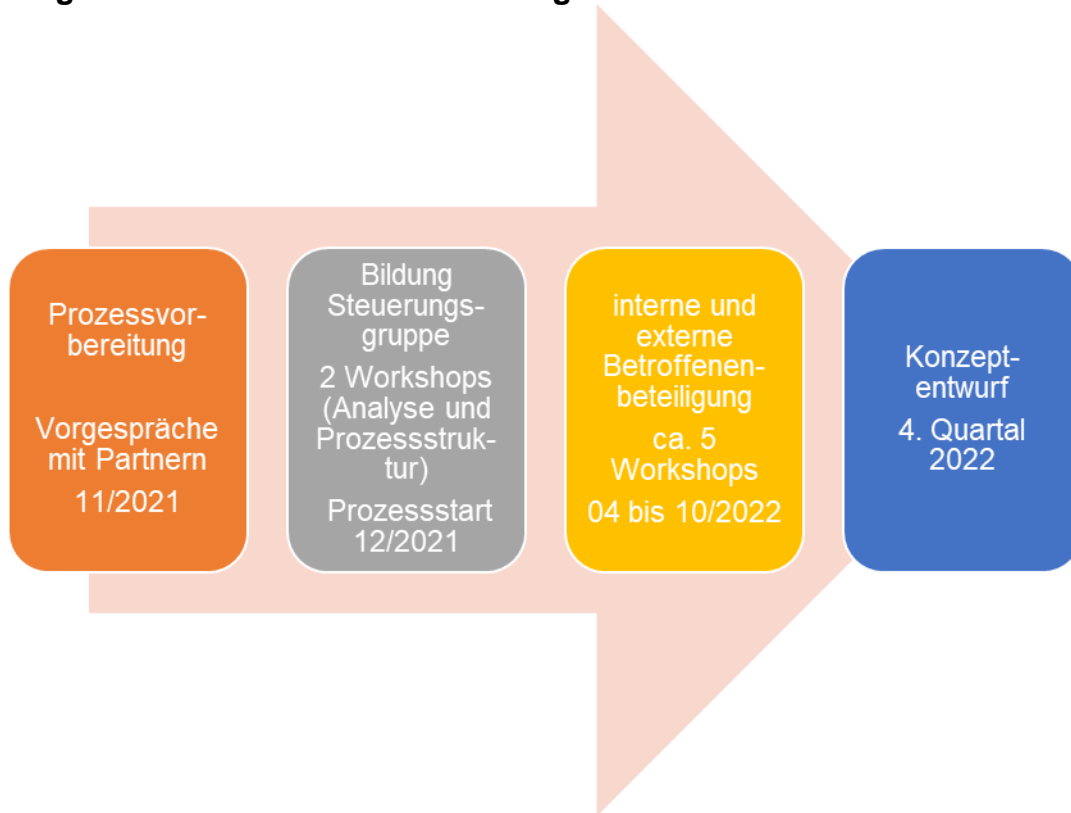 Prozessvor-
bereitung
Vorgespräche
mit Partnern
11/2021
Bildung
Steuerungs-
gruppe
2 Workshops
(Analyse und
Prozessstruk-
tur)
Prozessstart
12/2021
interne und
externe
Betroffenen-
beteiligung
ca. 5
Workshops
04 bis 10/2022
Konzept-
entwurf
4. Quartal
2022